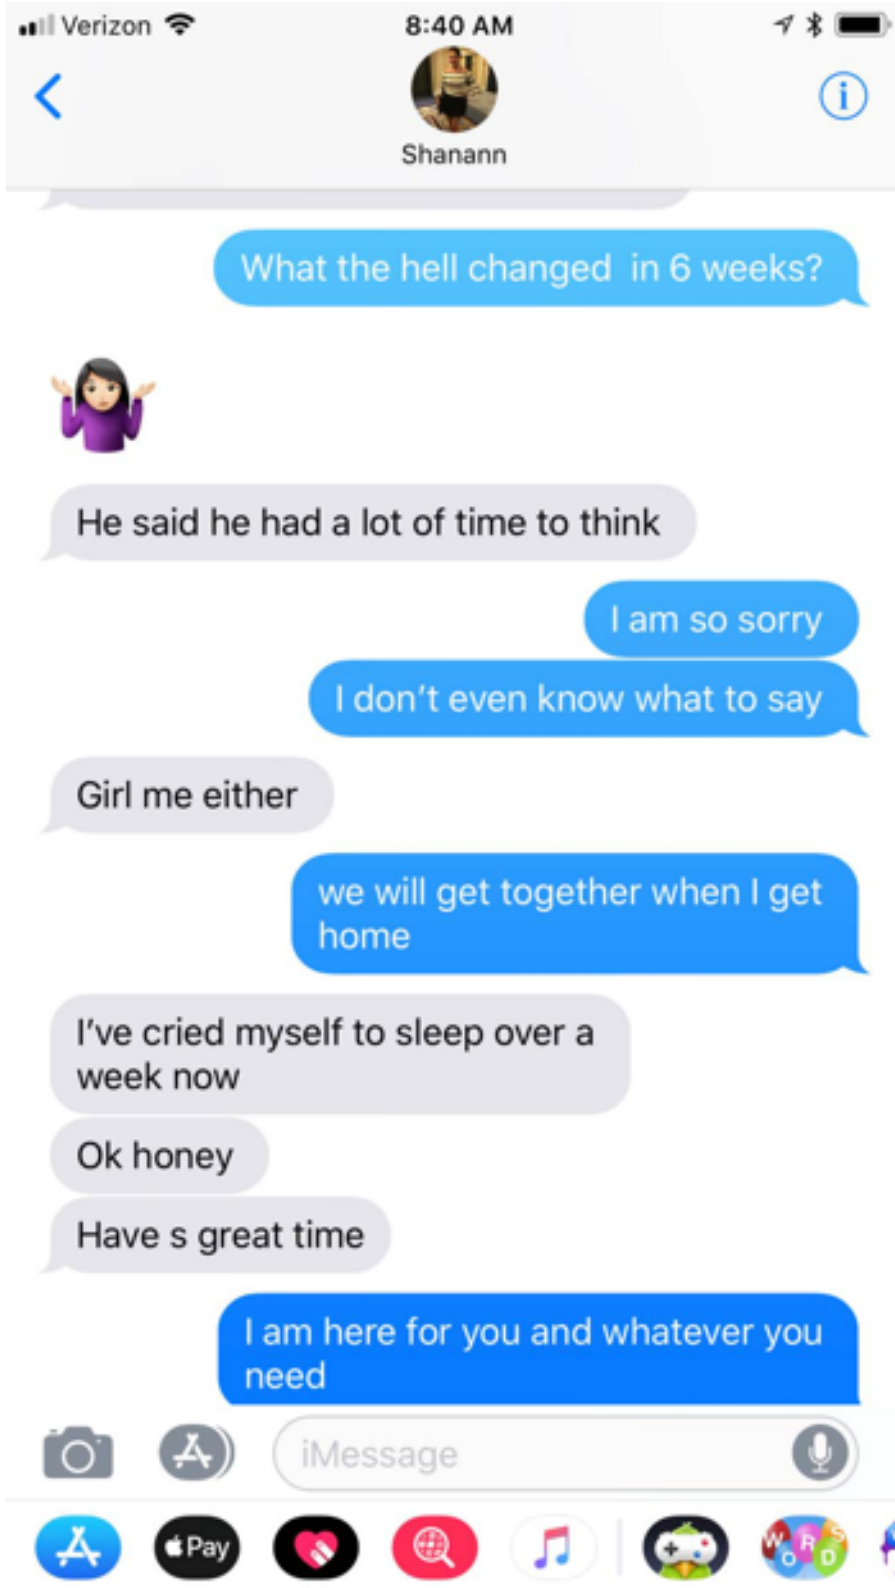 Verizon
8:40 AM
Shanann
What the hell changed  in 6 weeks?
He said he had a lot of time to think
I am so sorry
I don't even know what to say
Girl me either
we will get together when I get
home
I've cried myself to sleep over a
week now
Ok honey
Have s great time
I am here for you and whatever you
need
iMessage
Pay
WORDS